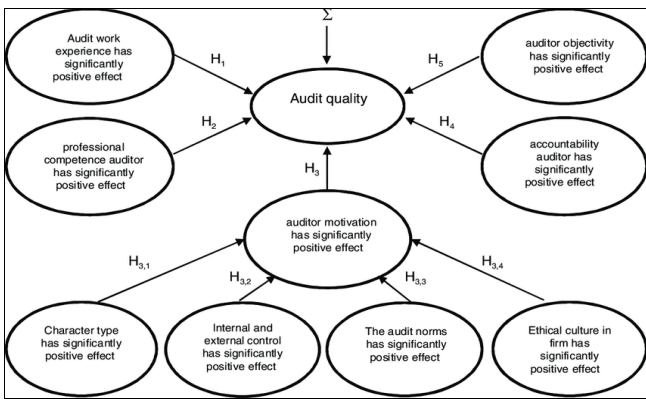 Σ
Audit work
experience has
significantly
positive effect
H1
Audit quality
H5
auditor objectivity
has significantly
positive effect
professional
competence auditor
has significantly
positive effect
H2
H4
accountability
auditor has
significantly
positive effect
H3
auditor motivation
has significantly
positive effect
H3,1
H3,2
H3,3
H3,4
Character type
has significantly
positive effect
Internal and
external control
has significantly
positive effect
The audit norms
has significantly
positive effect
Ethical culture in
firm has
significantly
positive effect